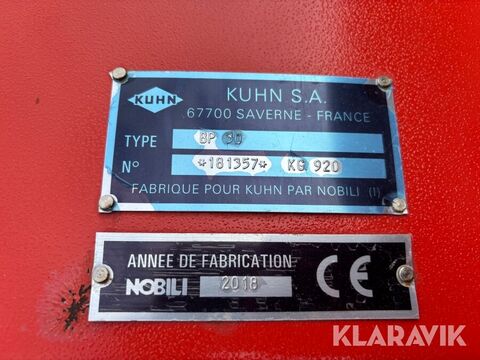 KUHN
KUHN S.A.
67700 SAVERNE - FRANCE
TYPE BP 30
N° *181357* KG 920
FABRIQUE POUR KUHN PAR NOBILI (I)
ANNEE DE FABRICATION
NOBILI 2018 CE
KLARAVIK